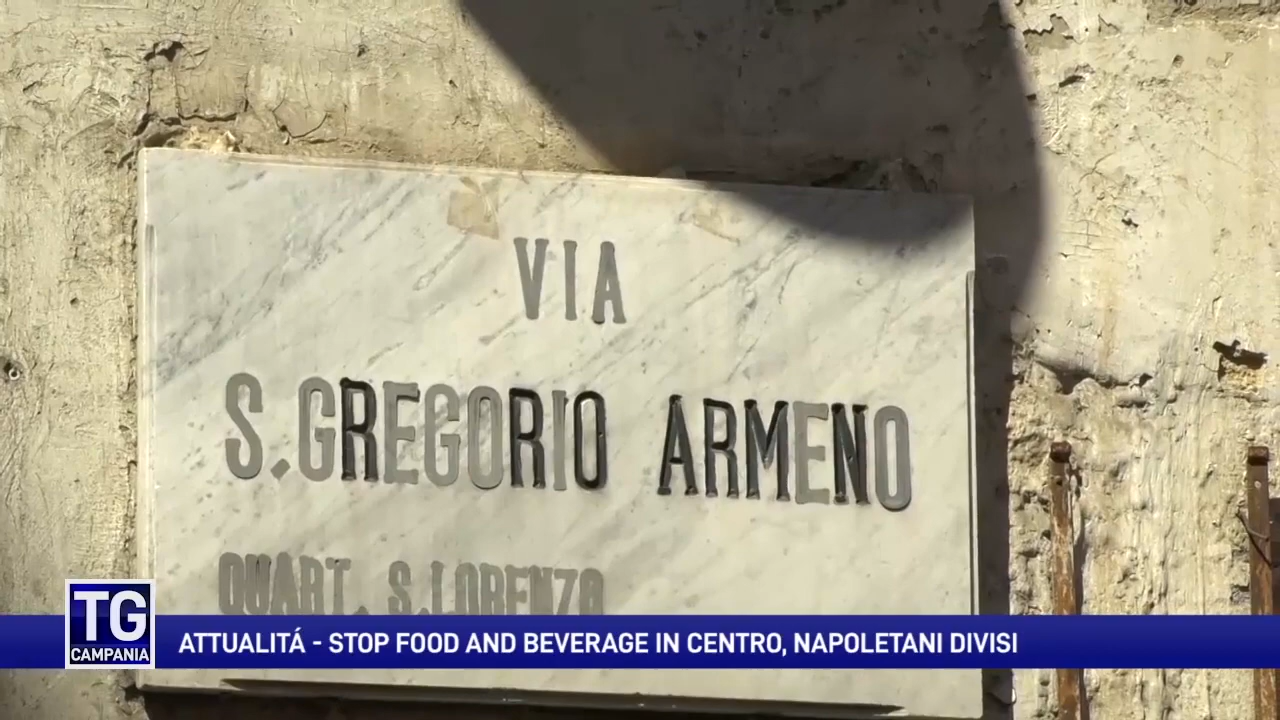 VIA
S. GREGORIO ARMENO
QUART. S. LORENZO
TG
CAMPANIA
ATTUALITÁ - STOP FOOD AND BEVERAGE IN CENTRO, NAPOLETANI DIVISI